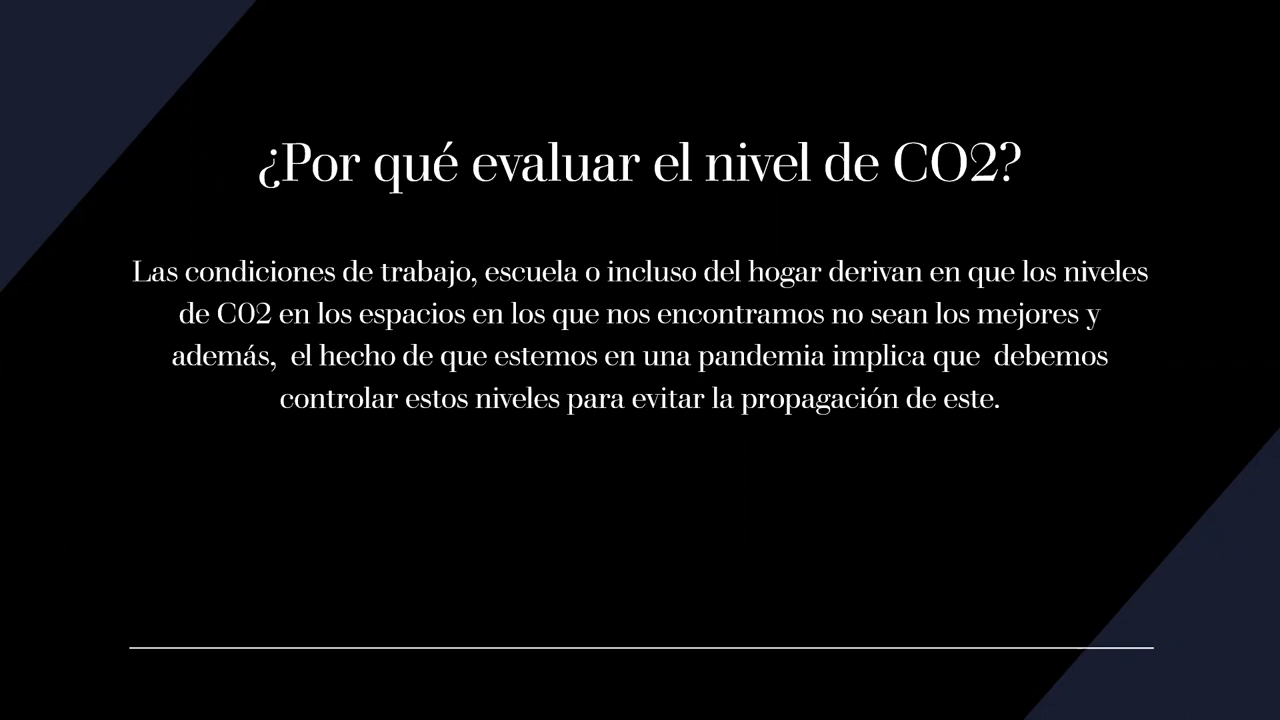 ¿Por qué evaluar el nivel de CO2?
Las condiciones de trabajo, escuela o incluso del hogar derivan en que los niveles
de CO2 en los espacios en los que nos encontramos no sean los mejores y
además,  el hecho de que estemos en una pandemia implica que  debemos
controlar estos niveles para evitar la propagación de este.